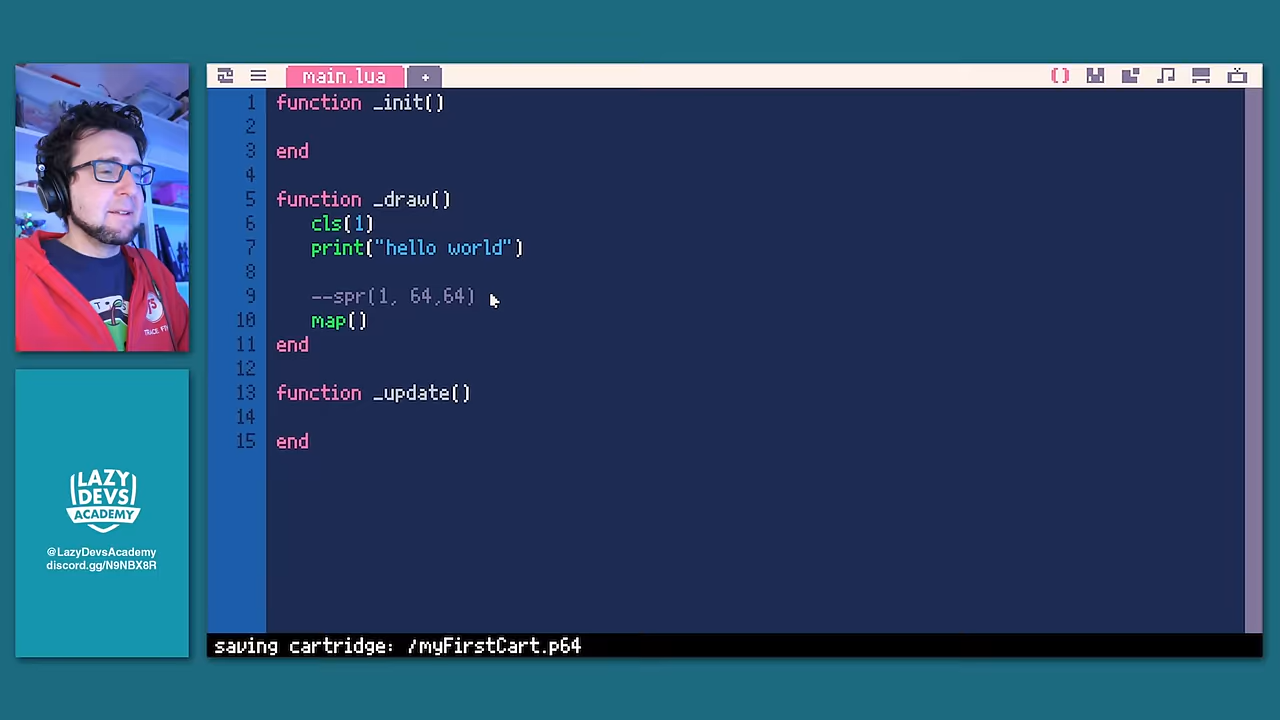 main.lua +
1 function _init()
2
3 end
4
5 function _draw()
6 cls(1)
7 print("hello world")
8
9 --spr(1, 64,64)
10 map()
11 end
12
13 function _update()
14
15 end
saving cartridge: /myFirstCart.p64
LAZY
DEVS
ACADEMY
@LazyDevsAcademy
discord.gg/N9NBX8R